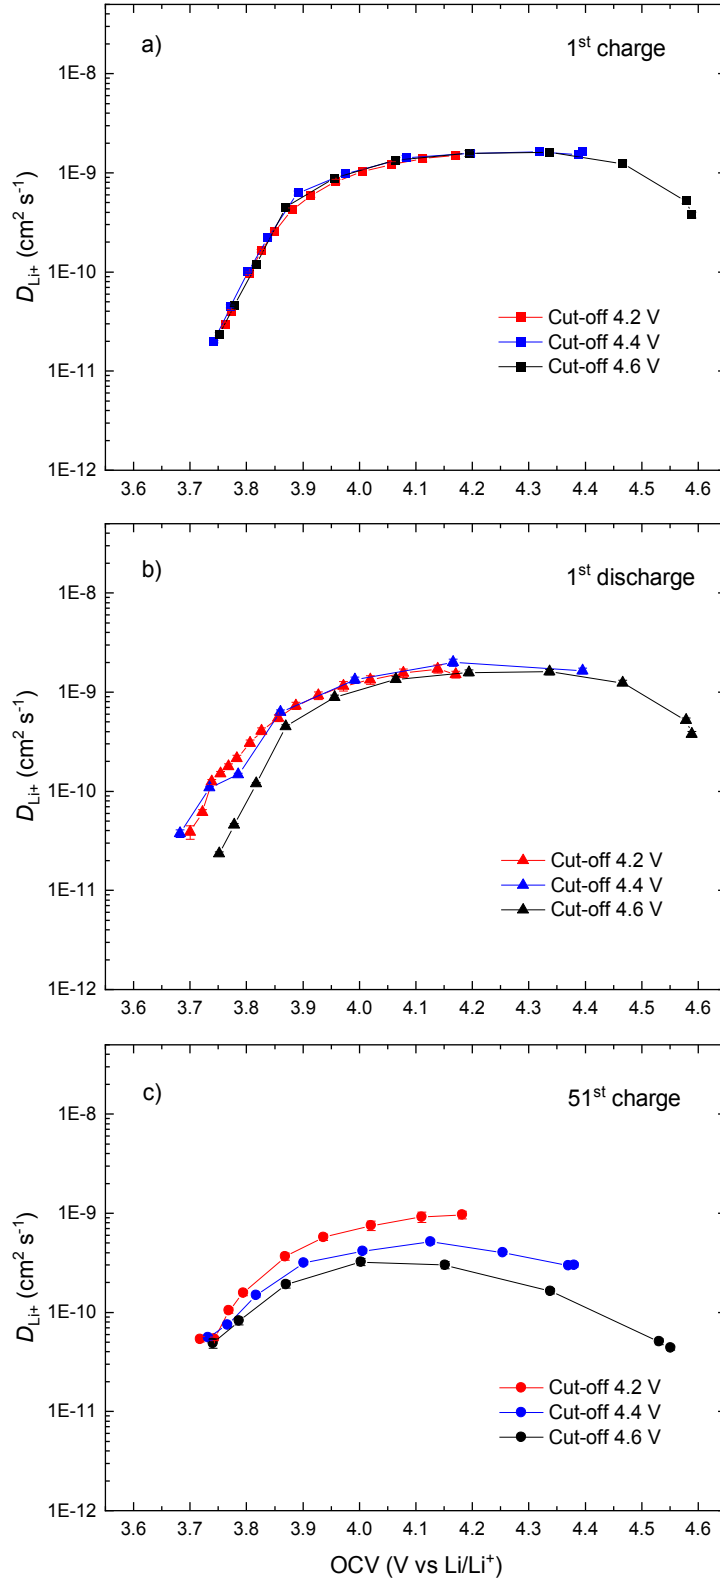 a)
1st charge
1E-8
1E-9
1E-10
1E-11
1E-12
DLi+ (cm2 s-1)
Cut-off 4.2 V
Cut-off 4.4 V
Cut-off 4.6 V
3.6 3.7 3.8 3.9 4.0 4.1 4.2 4.3 4.4 4.5 4.6
b)
1st discharge
1E-8
1E-9
1E-10
1E-11
1E-12
DLi+ (cm2 s-1)
Cut-off 4.2 V
Cut-off 4.4 V
Cut-off 4.6 V
3.6 3.7 3.8 3.9 4.0 4.1 4.2 4.3 4.4 4.5 4.6
c)
51st charge
1E-8
1E-9
1E-10
1E-11
1E-12
DLi+ (cm2 s-1)
Cut-off 4.2 V
Cut-off 4.4 V
Cut-off 4.6 V
3.6 3.7 3.8 3.9 4.0 4.1 4.2 4.3 4.4 4.5 4.6
OCV (V vs Li/Li+)